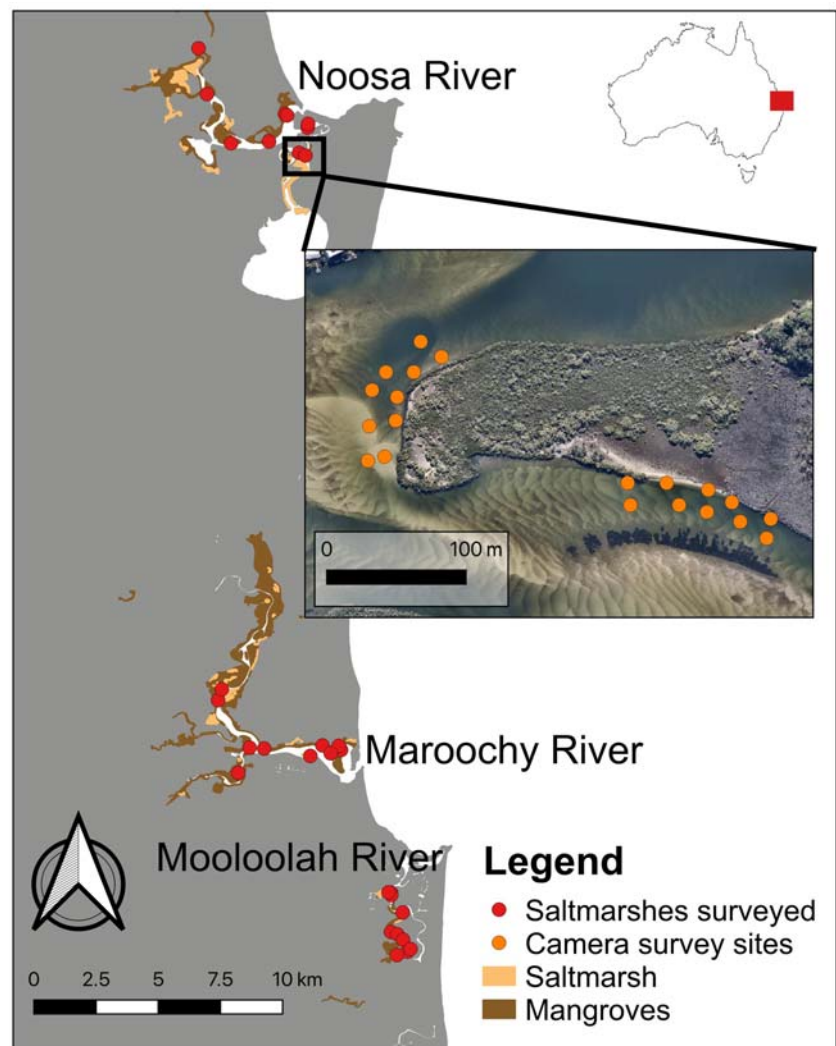 Noosa River
0 100 m
Maroochy River
Mooloolah River
Legend
Saltmarshes surveyed
Camera survey sites
Saltmarsh
Mangroves
0 2.5 5 7.5 10 km